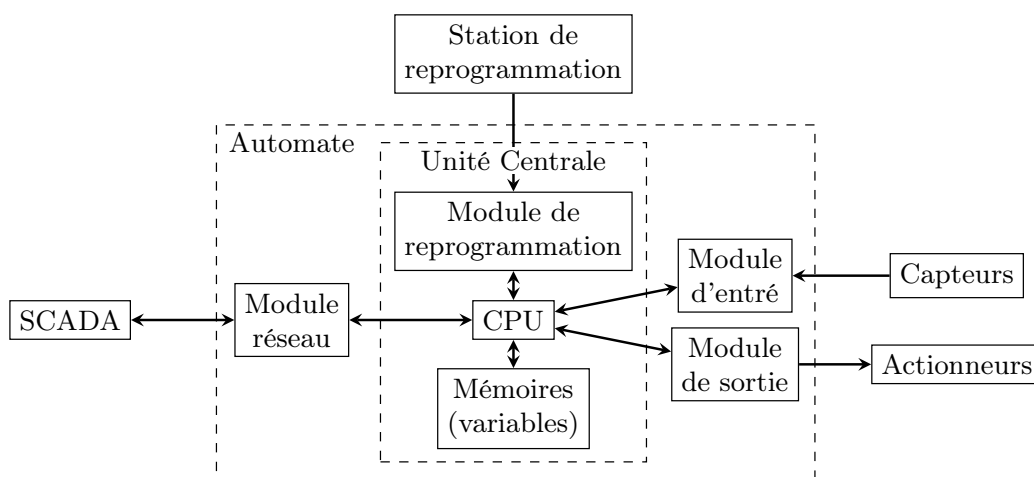 Station de
reprogrammation
Automate
Unité Centrale
Module de
reprogrammation
Module
d'entré
Capteurs
SCADA
Module
réseau
CPU
Module
de sortie
Actionneurs
Mémoires
(variables)